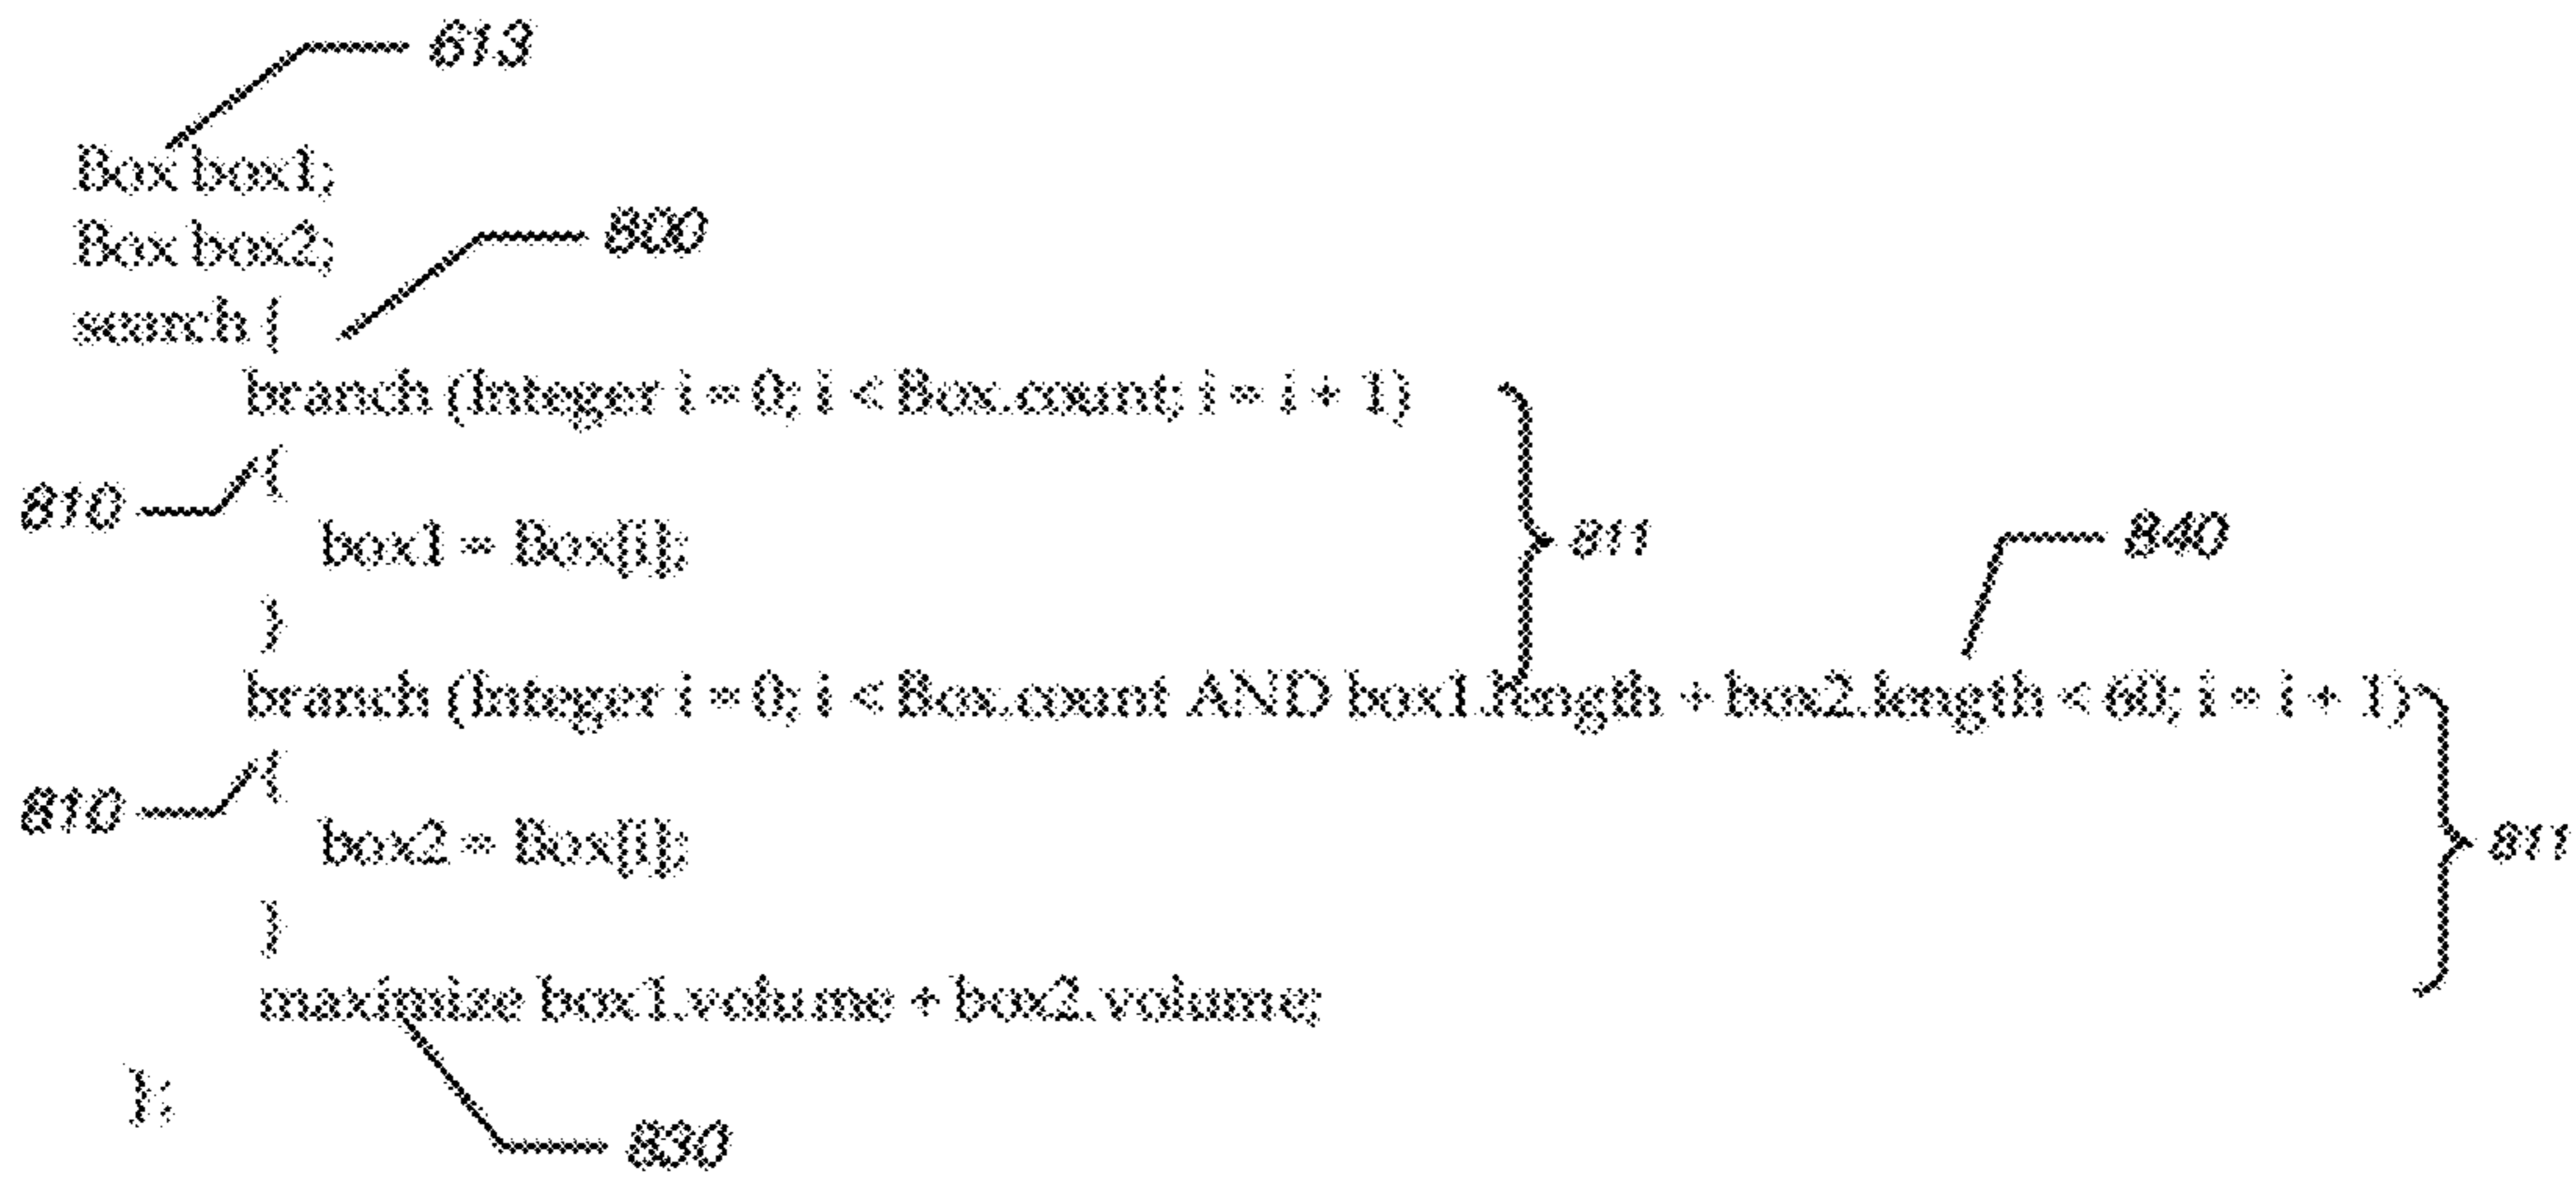 613
Box box1;
Box box2;
800
search {
branch (Integer i = 0; i < Box.count; i = i + 1)
{
810
box1 = Box[i];
811
840
}
branch (Integer i = 0; i < Box.count AND box1.length + box2.length < 60; i = i + 1)
{
810
box2 = Box[i];
811
}
maximize box1.volume + box2.volume;
};
830